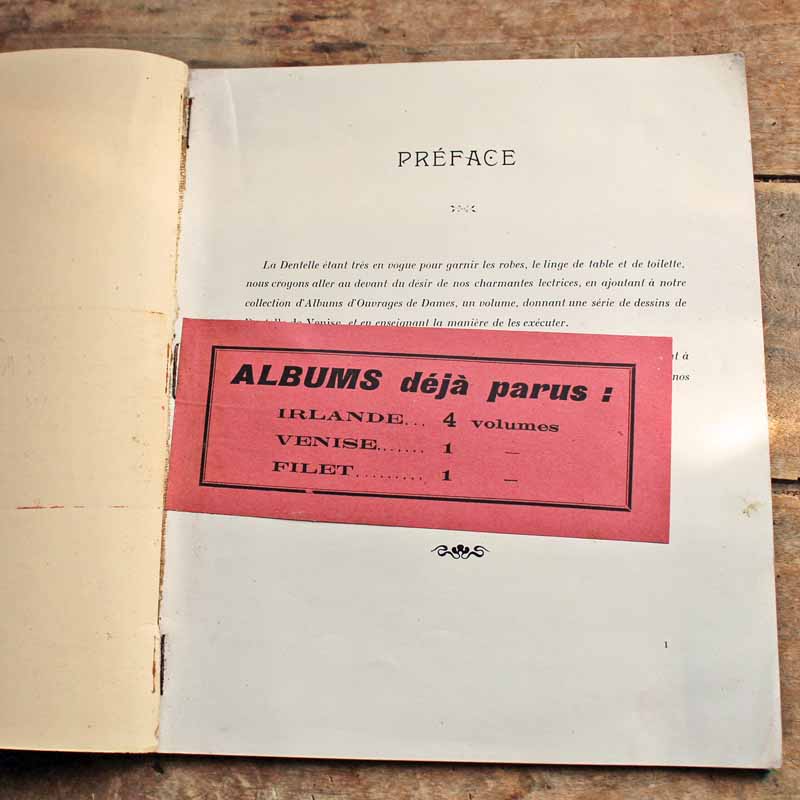 PRÉFACE
La Dentelle étant très en vogue pour garnir les robes, le linge de table et de toilette,
nous croyons aller au devant du désir de nos charmantes lectrices, en ajoutant à notre
collection d'Albums d'Ouvrages de Dames, un volume, donnant une série de dessins de
de Venise, et en enseignant la manière de les exécuter.
à
nos
ALBUMS déjà parus :
IRLANDE... 4 volumes
VENISE....... 1 —
FILET......... 1 —
1